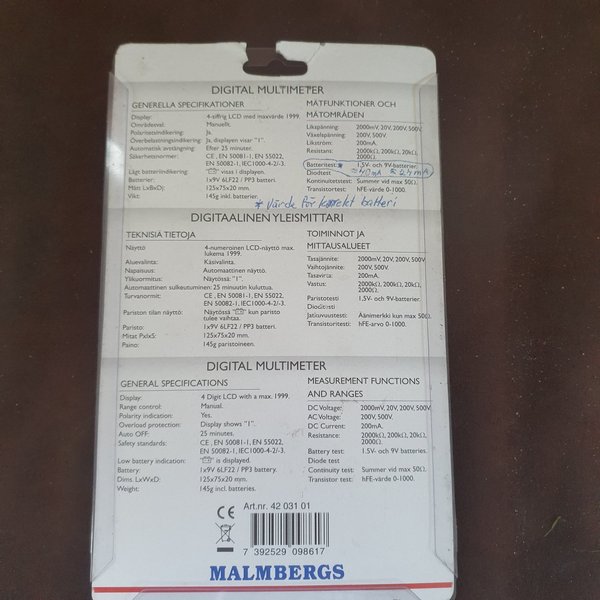 DIGITAL MULTIMETER
GENERELLA SPECIFIKATIONER
Display: 4-siffrig LCD med maxvärde 1999.
Områdesval: Manuellt.
Polaritetsindikering: Ja.
Överbelastningsindikering: Ja, displayen visar "1".
Automatisk avstängning: Efter 25 minuter.
Säkerhetsnormer: CE , EN 50081-1, EN 55022,
EN 50082-1, IEC1000-4-2/-3.
Lågt batteriindikering: visas i displayen.
Batterier: 1x9V 6LF22 / PP3 batteri.
Mått LxBxD: 125x75x20 mm.
Vikt: 145g inkl. batterier.
MÄTFUNKTIONER OCH
MÄTOMRÅDEN
Likspänning: 2000mV, 20V, 200V, 500V.
Växelspänning: 200V, 500V.
Likström: 200mA.
Resistans: 2000kΩ, 200kΩ, 20kΩ,
2000Ω.
Batteritest:* 1,5V- och 9V-batterier.
Diodtest ≈40mA ≈ 2,4mA
Kontinuitetstest: Summer vid max 50Ω.
Transistortest: hFE-värde 0-1000.
* Värde för korrekt batteri
DIGITAALINEN YLEISMITTARI
TEKNISIÄ TIETOJA
Näyttö 4-numeroinen LCD-näyttö max.
lukema 1999.
Aluevalinta: Käsivalinta.
Napaisuus: Automaattinen näyttö.
Ylikuormitus: Näytössä: "1".
Automaattinen sulkeutuminen: 25 minuutin kuluttua.
Turvanormit: CE , EN 50081-1, EN 55022,
EN 50082-1, IEC1000-4-2/-3.
Pariston tilan näyttö: Näytössä kun paristo
tulee vaihtaa.
Paristo: 1x9V 6LF22 / PP3 batteri.
Mitat PxlxS: 125x75x20 mm.
Paino: 145g paristoineen.
TOIMINNOT JA
MITTAUSALUEET
Tasajännite: 2000mV, 20V, 200V, 500V.
Vaihtojännite: 200V, 500V.
Tasavirta: 200mA.
Vastus: 2000kΩ, 200kΩ, 20kΩ,
2000Ω.
Paristotesti 1,5V- och 9V-batterier.
Diodtesti
Jatkuvuustesti: Äänimerkki kun max 50Ω.
Transistoritesti: hFE-arvo 0-1000.
DIGITAL MULTIMETER
GENERAL SPECIFICATIONS
Display: 4 Digit LCD with a max. 1999.
Range control: Manual.
Polarity indication: Yes.
Overload protection: Display shows "1".
Auto OFF: 25 minutes.
Safety standards: CE , EN 50081-1, EN 55022,
EN 50082-1, IEC1000-4-2/-3.
Low battery indication: is displayed.
Battery: 1x9V 6LF22 / PP3 battery.
Dims. LxWxD: 125x75x20 mm.
Weight: 145g incl. batteries.
MEASUREMENT FUNCTIONS
AND RANGES
DC Voltage: 2000mV, 20V, 200V, 500V.
AC Voltage: 200V, 500V.
DC Current: 200mA.
Resistance: 2000kΩ, 200kΩ, 20kΩ,
2000Ω.
Battery test: 1.5V- and 9V batteries.
Diode test
Continuity test: Summer vid max 50Ω.
Transistor test: hFE-värde 0-1000.
CE Art.nr. 42 031 01
7 392529 098617
MALMBERGS